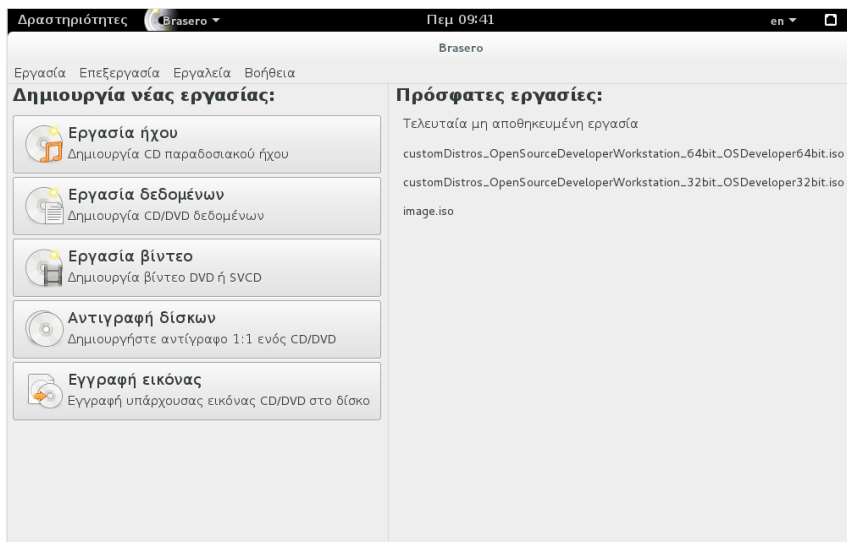 Δραστηριότητες Brasero Πεμ 09:41 en
Brasero
Εργασία Επεξεργασία Εργαλεία Βοήθεια
Δημιουργία νέας εργασίας:
Εργασία ήχου
Δημιουργία CD παραδοσιακού ήχου
Εργασία δεδομένων
Δημιουργία CD/DVD δεδομένων
Εργασία βίντεο
Δημιουργία βίντεο DVD ή SVCD
Αντιγραφή δίσκων
Δημιουργήστε αντίγραφο 1:1 ενός CD/DVD
Εγγραφή εικόνας
Εγγραφή υπάρχουσας εικόνας CD/DVD στο δίσκο
Πρόσφατες εργασίες:
Τελευταία μη αποθηκευμένη εργασία
customDistros_OpenSourceDeveloperWorkstation_64bit_OSDeveloper64bit.iso
customDistros_OpenSourceDeveloperWorkstation_32bit_OSDeveloper32bit.iso
image.iso